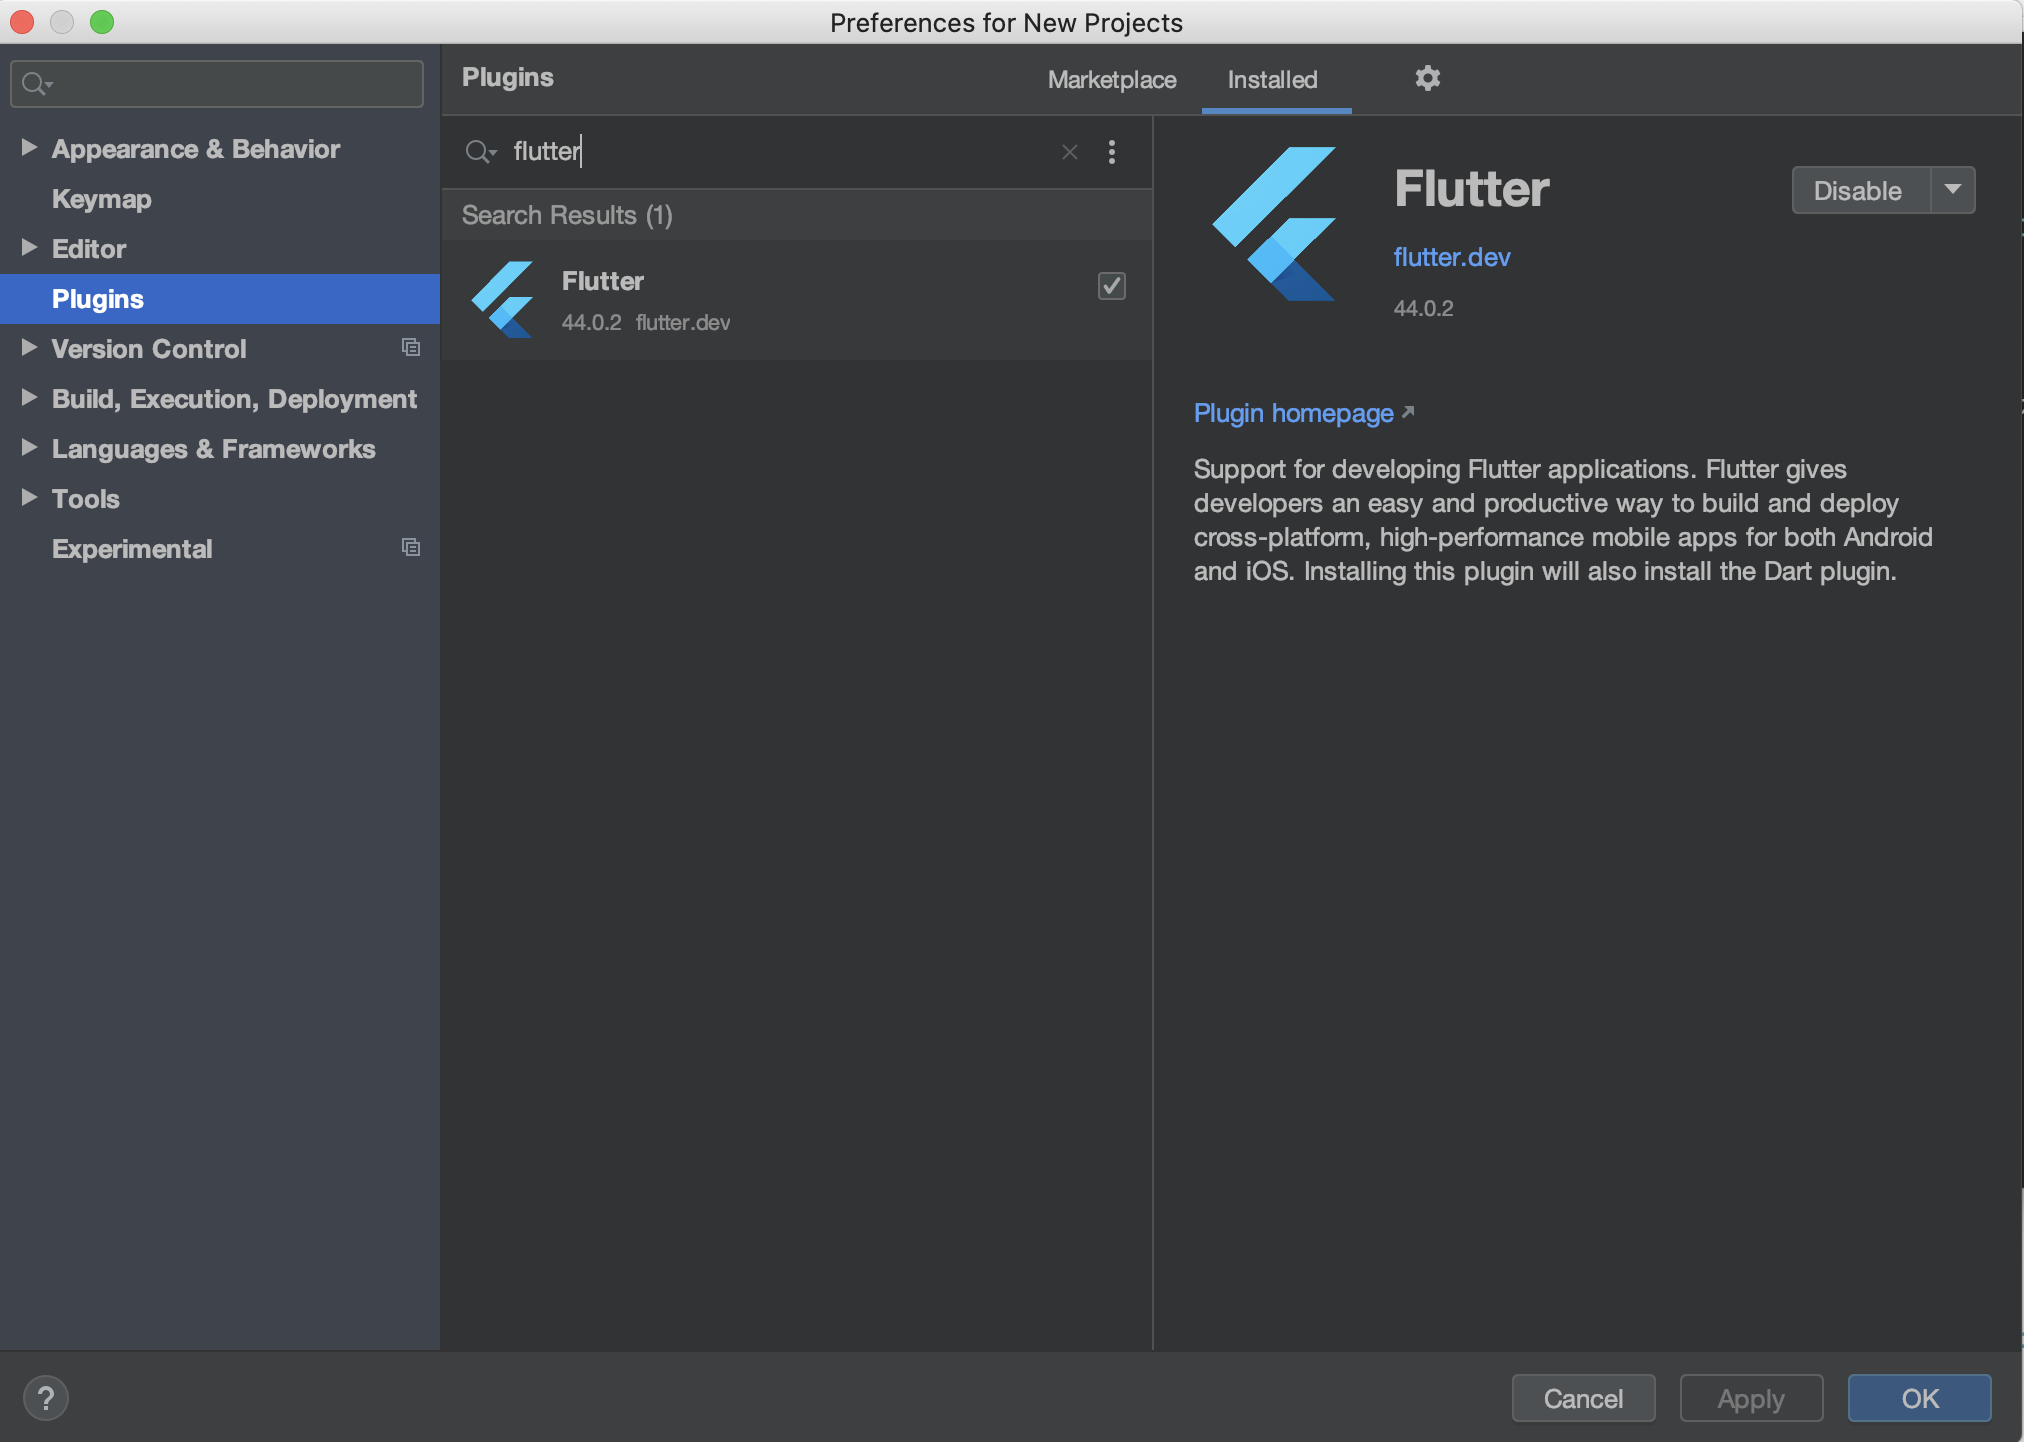 Preferences for New Projects
Appearance & Behavior
Keymap
Editor
Plugins
Version Control
Build, Execution, Deployment
Languages & Frameworks
Tools
Experimental
Plugins
Marketplace
Installed
flutter
Search Results (1)
Flutter
44.0.2 flutter.dev
Flutter
Disable
flutter.dev
44.0.2
Plugin homepage
Support for developing Flutter applications. Flutter gives
developers an easy and productive way to build and deploy
cross-platform, high-performance mobile apps for both Android
and iOS. Installing this plugin will also install the Dart plugin.
?
Cancel
Apply
OK